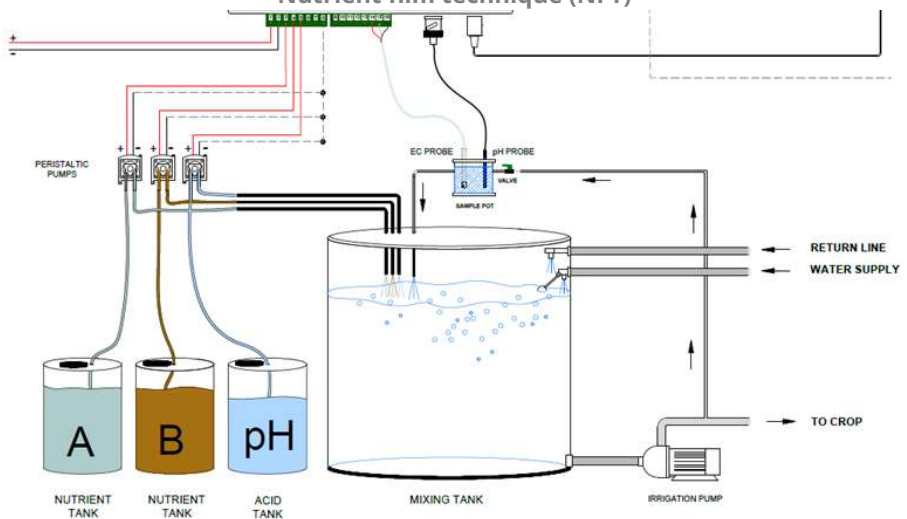 Nutrient film technique (NFT)
+
-
+ -
+ -
+ -
PERISTALTIC
PUMPS
EC PROBE
pH PROBE
VALVE
SAMPLE POT
RETURN LINE
WATER SUPPLY
A
B
pH
TO CROP
NUTRIENT
TANK
NUTRIENT
TANK
ACID
TANK
MIXING TANK
IRRIGATION PUMP